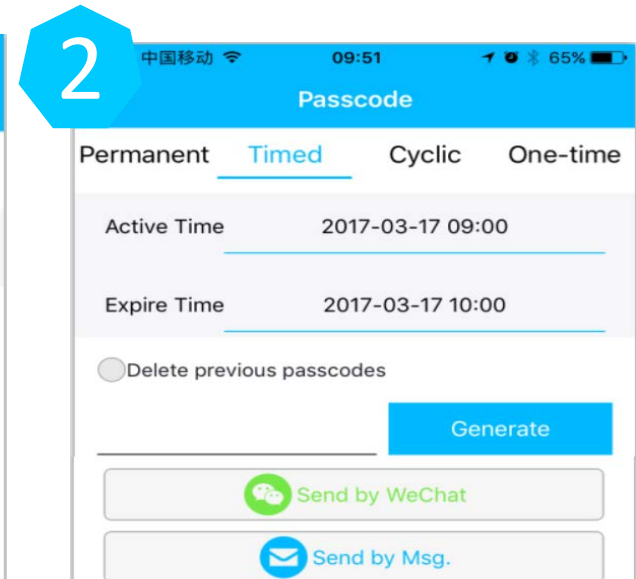 2
中国移动 09:51 65%
Passcode
Permanent Timed Cyclic One-time
Active Time 2017-03-17 09:00
Expire Time 2017-03-17 10:00
Delete previous passcodes
Generate
Send by WeChat
Send by Msg.